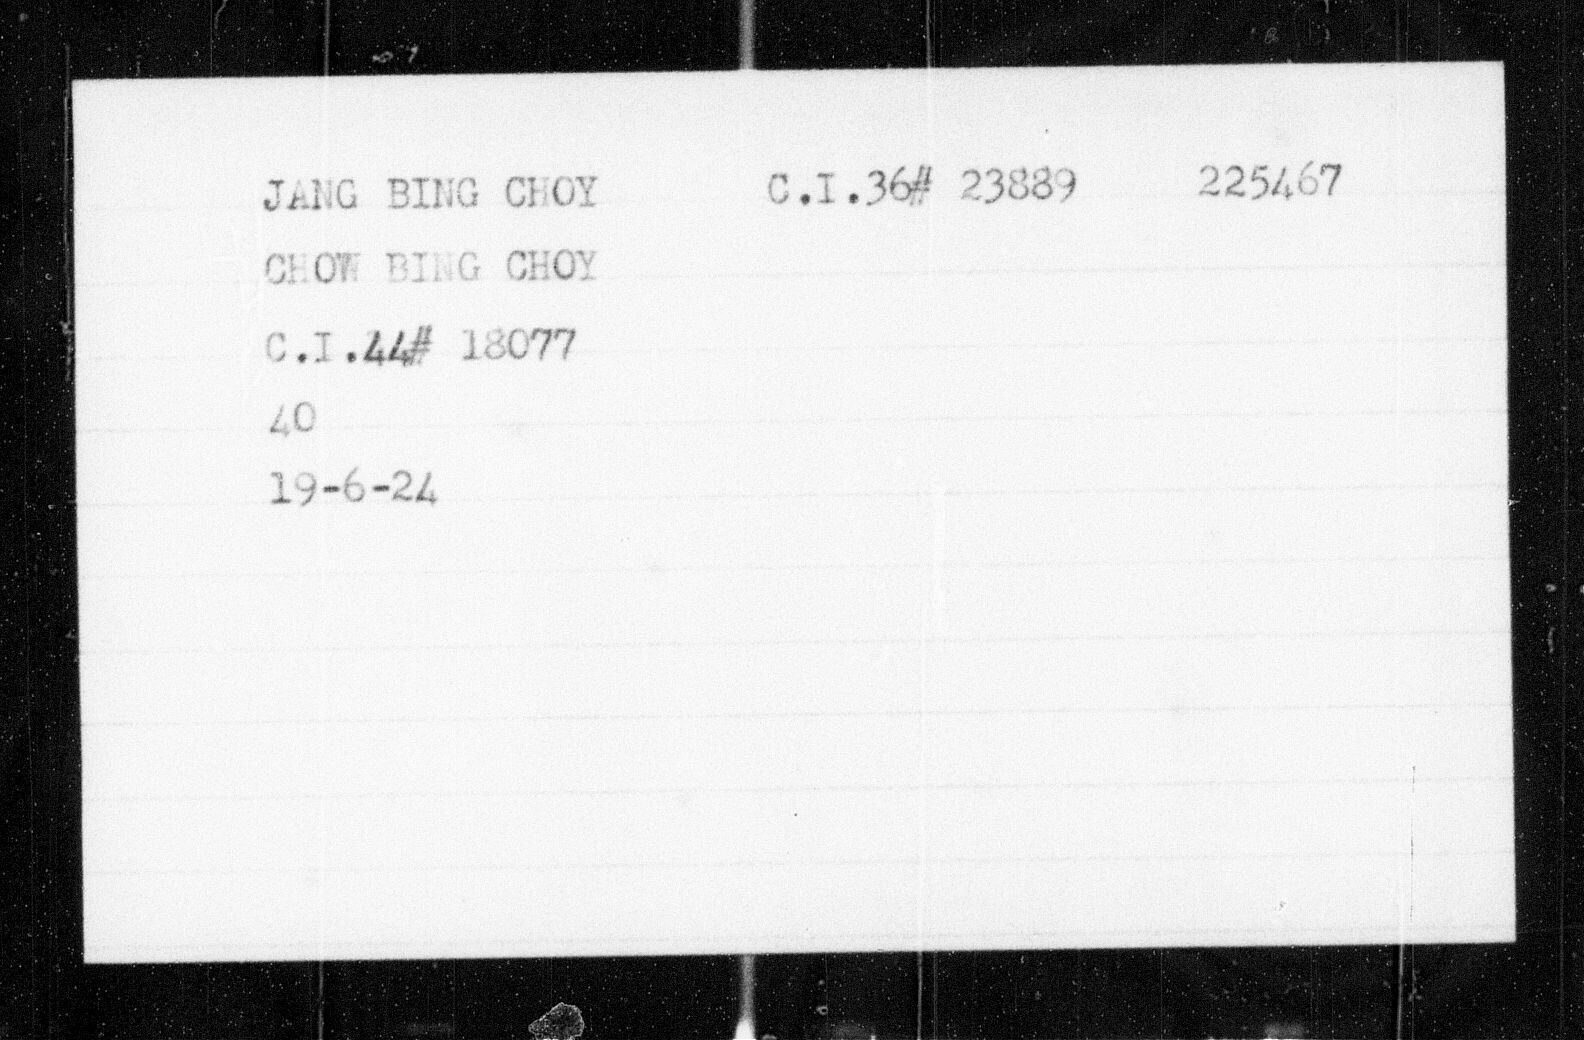 JANG BING CHOY C.I.36# 23889 225467
CHOW BING CHOY
C.I.44# 18077
40
19-6-24